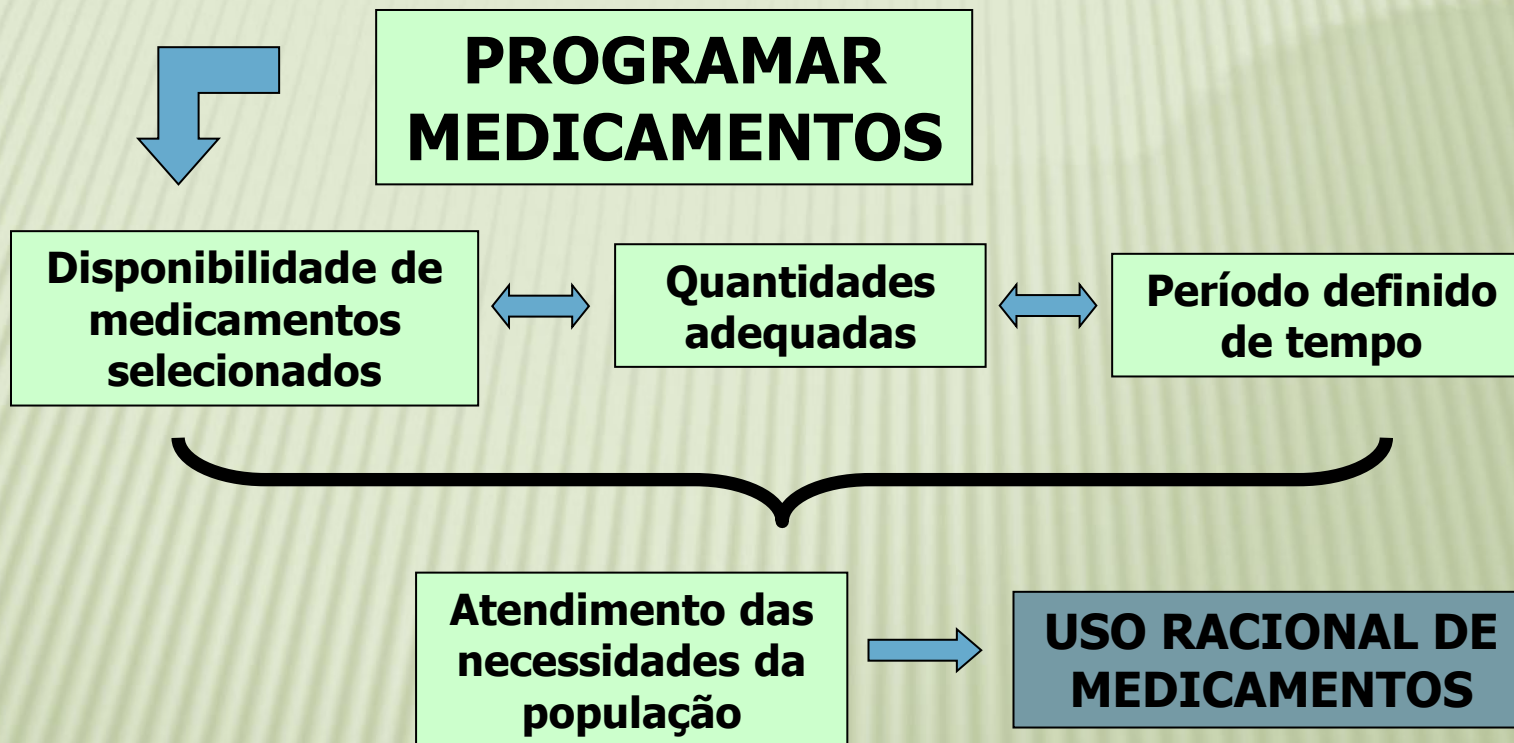 PROGRAMAR
MEDICAMENTOS
Disponibilidade de
medicamentos
selecionados
Quantidades
adequadas
Período definido
de tempo
Atendimento das
necessidades da
população
USO RACIONAL DE
MEDICAMENTOS